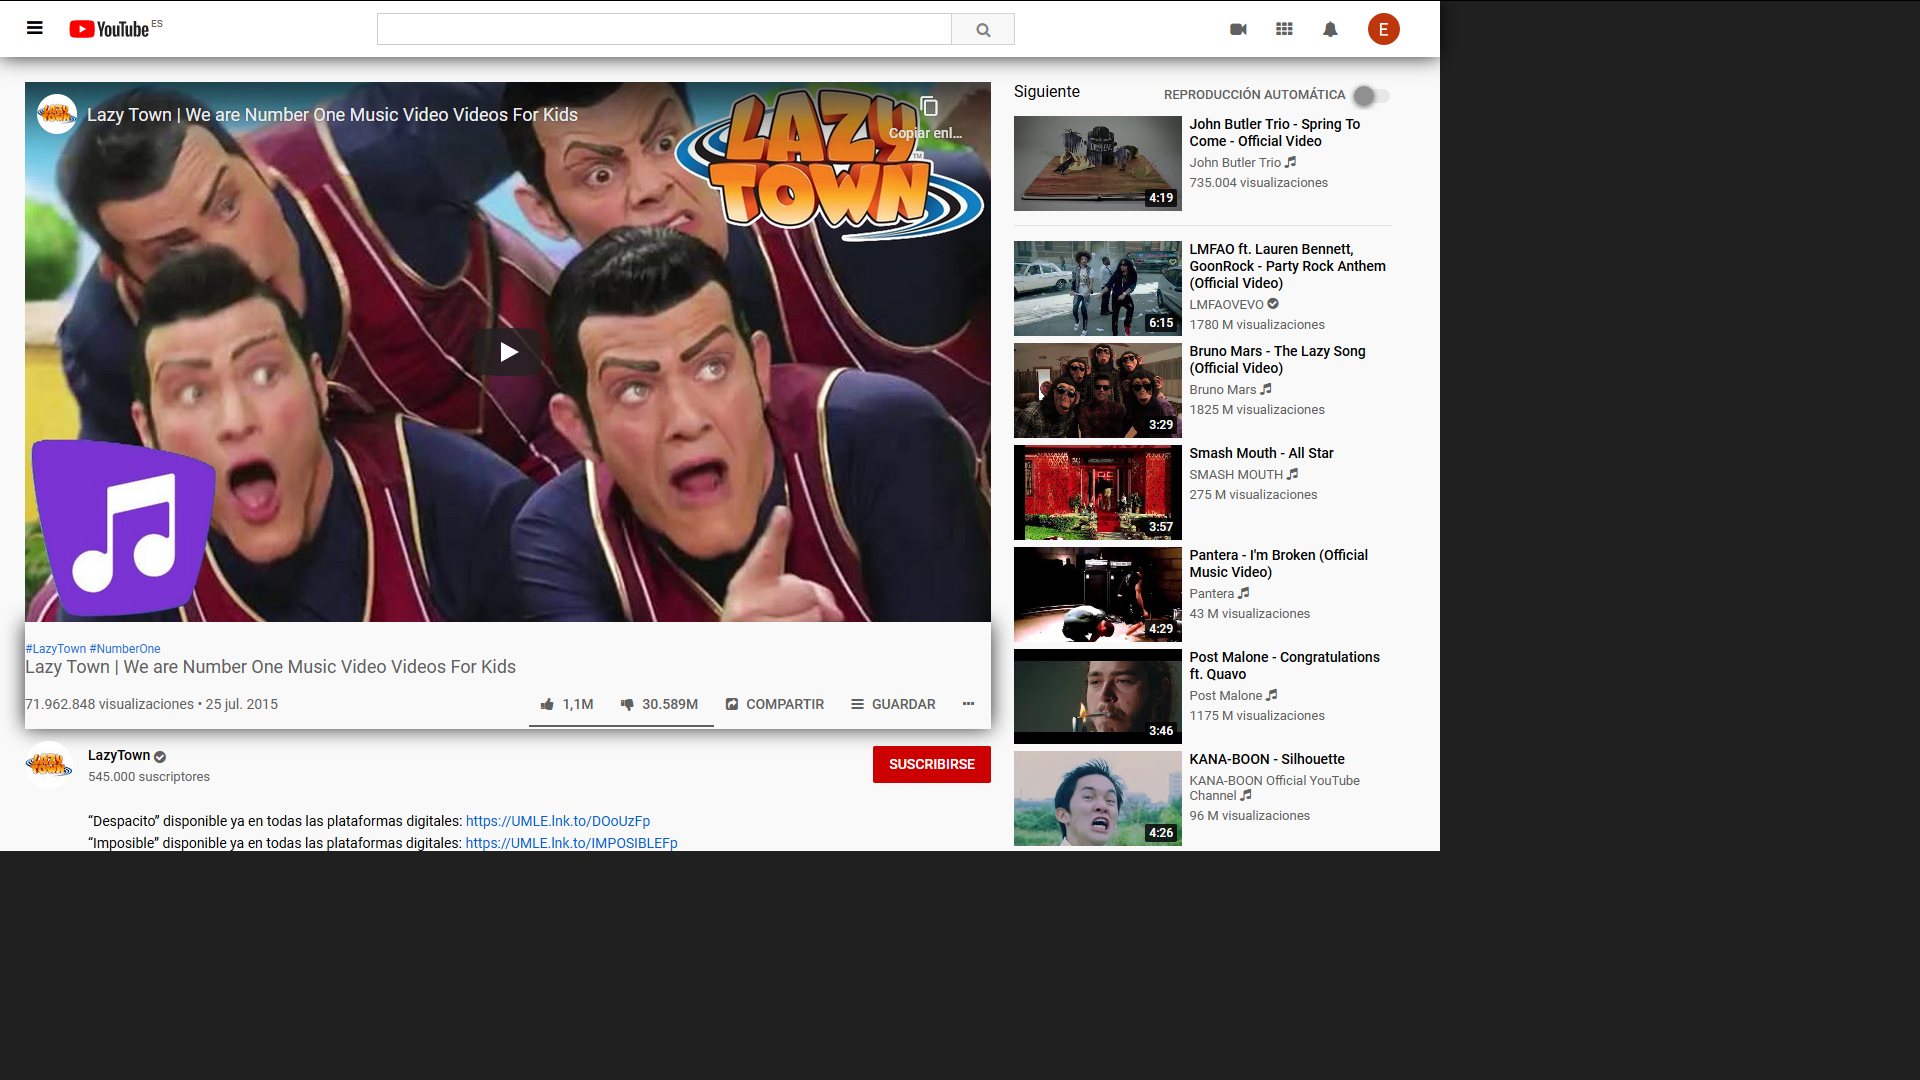 YouTube ES
E
Lazy Town | We are Number One Music Video Videos For Kids
Copiar enl...
LAZY
TOWN™
#LazyTown #NumberOne
Lazy Town | We are Number One Music Video Videos For Kids
71.962.848 visualizaciones • 25 jul. 2015
1,1M
30.589M
COMPARTIR
GUARDAR
LazyTown
545.000 suscriptores
SUSCRIBIRSE
“Despacito” disponible ya en todas las plataformas digitales: https://UMLE.lnk.to/DOoUzFp
“Imposible” disponible ya en todas las plataformas digitales: https://UMLE.lnk.to/IMPOSIBLEFp
Siguiente
REPRODUCCIÓN AUTOMÁTICA
John Butler Trio - Spring To
Come - Official Video
John Butler Trio
735.004 visualizaciones
4:19
LMFAO ft. Lauren Bennett,
GoonRock - Party Rock Anthem
(Official Video)
LMFAOVEVO
1780 M visualizaciones
6:15
Bruno Mars - The Lazy Song
(Official Video)
Bruno Mars
1825 M visualizaciones
3:29
Smash Mouth - All Star
SMASH MOUTH
275 M visualizaciones
3:57
Pantera - I'm Broken (Official
Music Video)
Pantera
43 M visualizaciones
4:29
Post Malone - Congratulations
ft. Quavo
Post Malone
1175 M visualizaciones
3:46
KANA-BOON - Silhouette
KANA-BOON Official YouTube
Channel
96 M visualizaciones
4:26